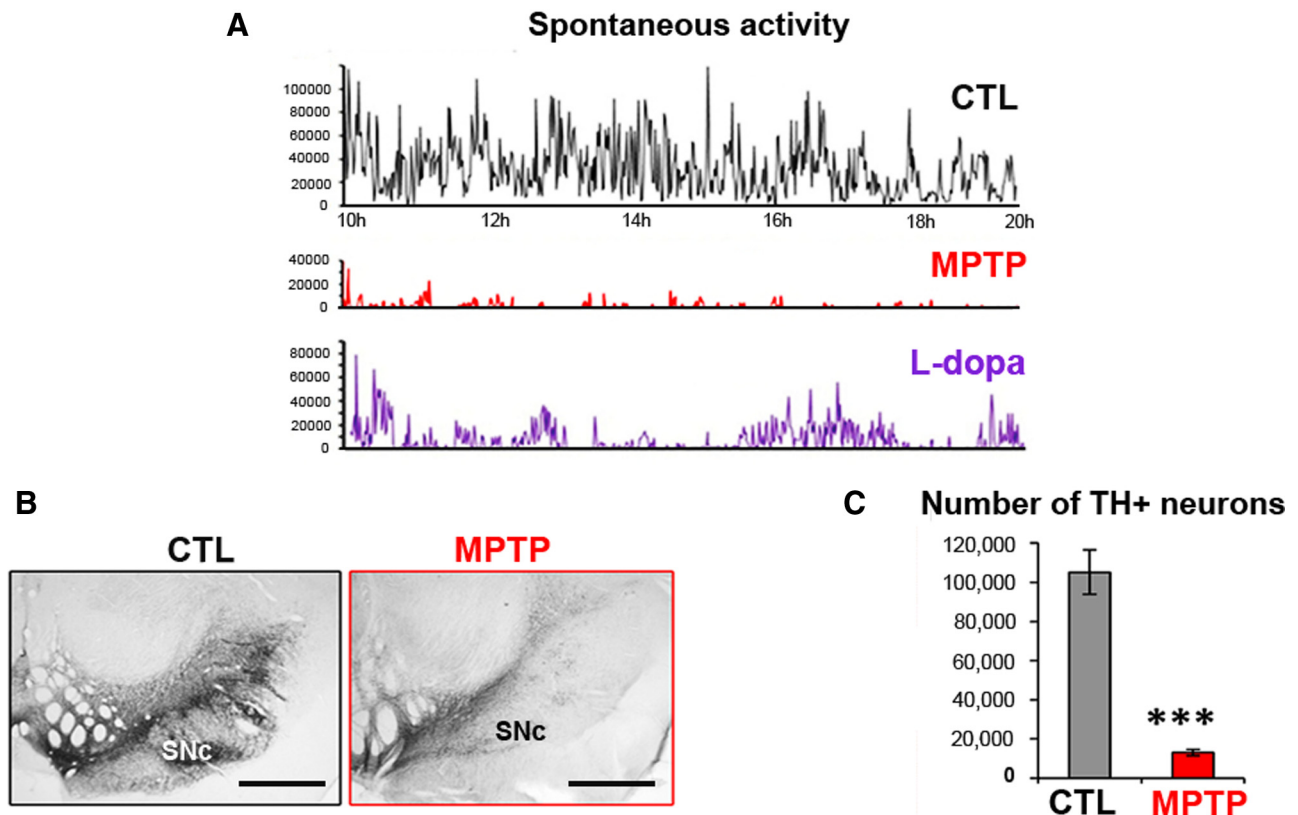 A
Spontaneous activity
CTL
100000
80000
60000
40000
20000
0
10h 12h 14h 16h 18h 20h
MPTP
40000
20000
0
L-dopa
80000
60000
40000
20000
0
B
CTL MPTP
SNc
SNc
C
Number of TH+ neurons
120,000
100,000
80,000
60,000
40,000
20,000
0
***
CTL MPTP